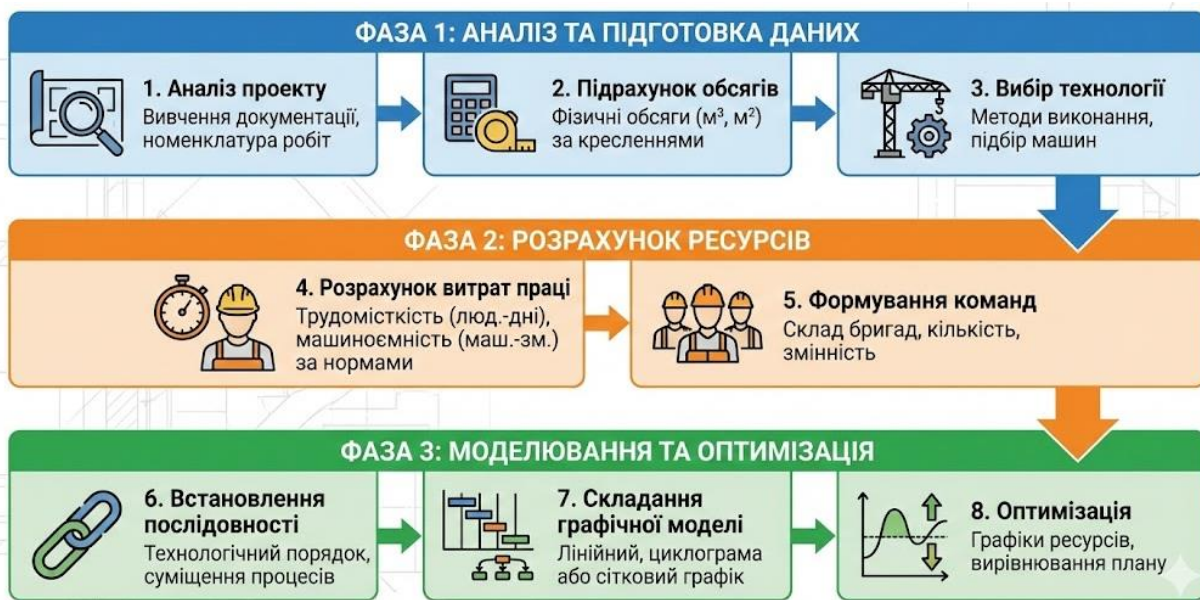 ФАЗА 1: АНАЛІЗ ТА ПІДГОТОВКА ДАНИХ
1. Аналіз проекту
Вивчення документації,
номенклатура робіт
2. Підрахунок обсягів
Фізичні обсяги (м³, м²)
за кресленнями
3. Вибір технології
Методи виконання,
підбір машин
ФАЗА 2: РОЗРАХУНОК РЕСУРСІВ
4. Розрахунок витрат праці
Трудомісткість (люд.-дні),
машиноємність (маш.-зм.)
за нормами
5. Формування команд
Склад бригад, кількість,
змінність
ФАЗА 3: МОДЕЛЮВАННЯ ТА ОПТИМІЗАЦІЯ
6. Встановлення
послідовності
Технологічний порядок,
суміщення процесів
7. Складання
графічної моделі
Лінійний, циклограма
або сітковий графік
8. Оптимізація
Графіки ресурсів,
вирівнювання плану